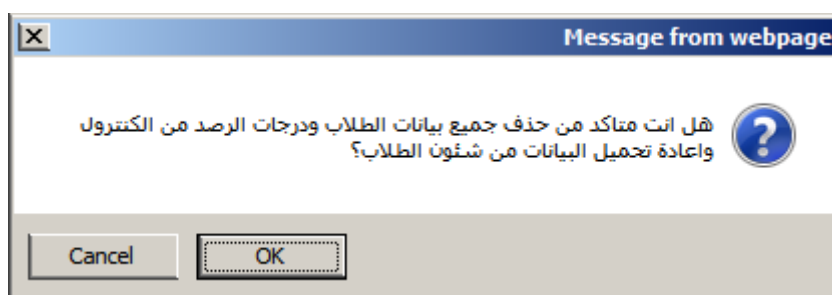 Message from webpage
هل انت متاكد من حذف جميع بيانات الطلاب ودرجات الرصد من الكنترول
واعادة تحميل البيانات من شئون الطلاب؟
OK
Cancel